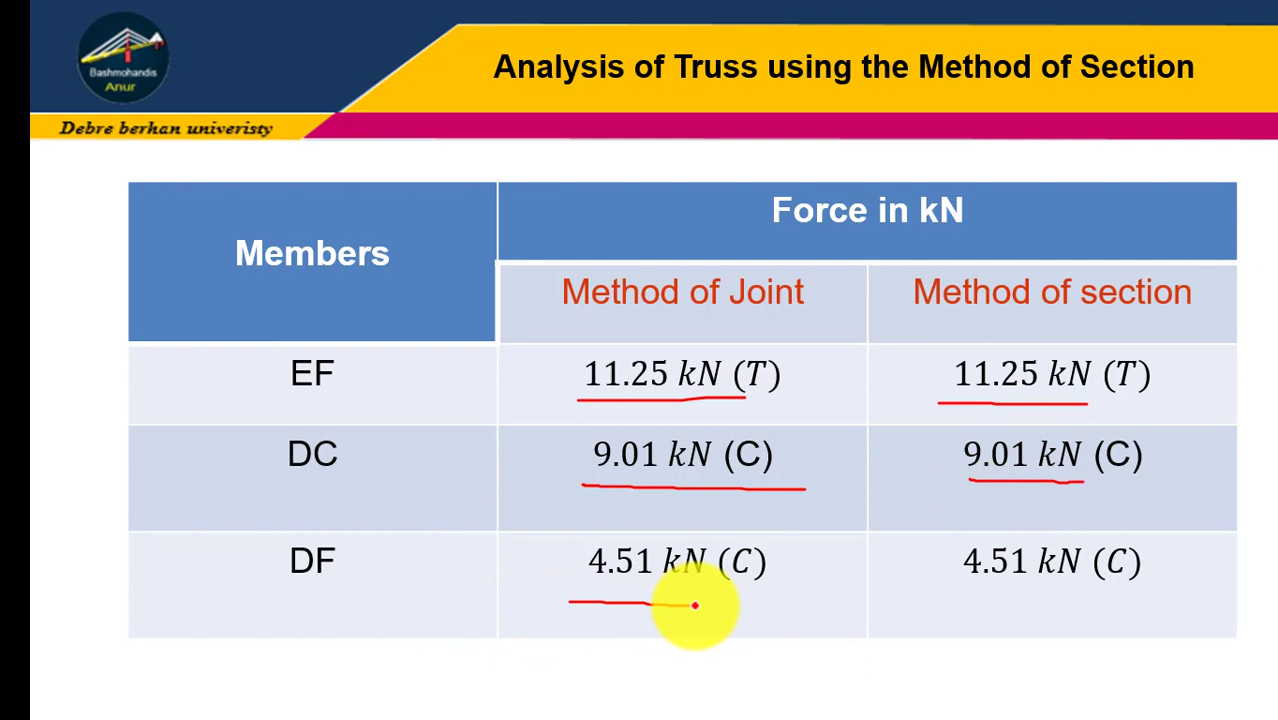 Bashmohandis
Anur
Analysis of Truss using the Method of Section
Debre berhan univeristy
Members
Force in kN
Method of Joint
Method of section
EF
11.25 kN (T)
11.25 kN (T)
DC
9.01 kN (C)
9.01 kN (C)
DF
4.51 kN (C)
4.51 kN (C)